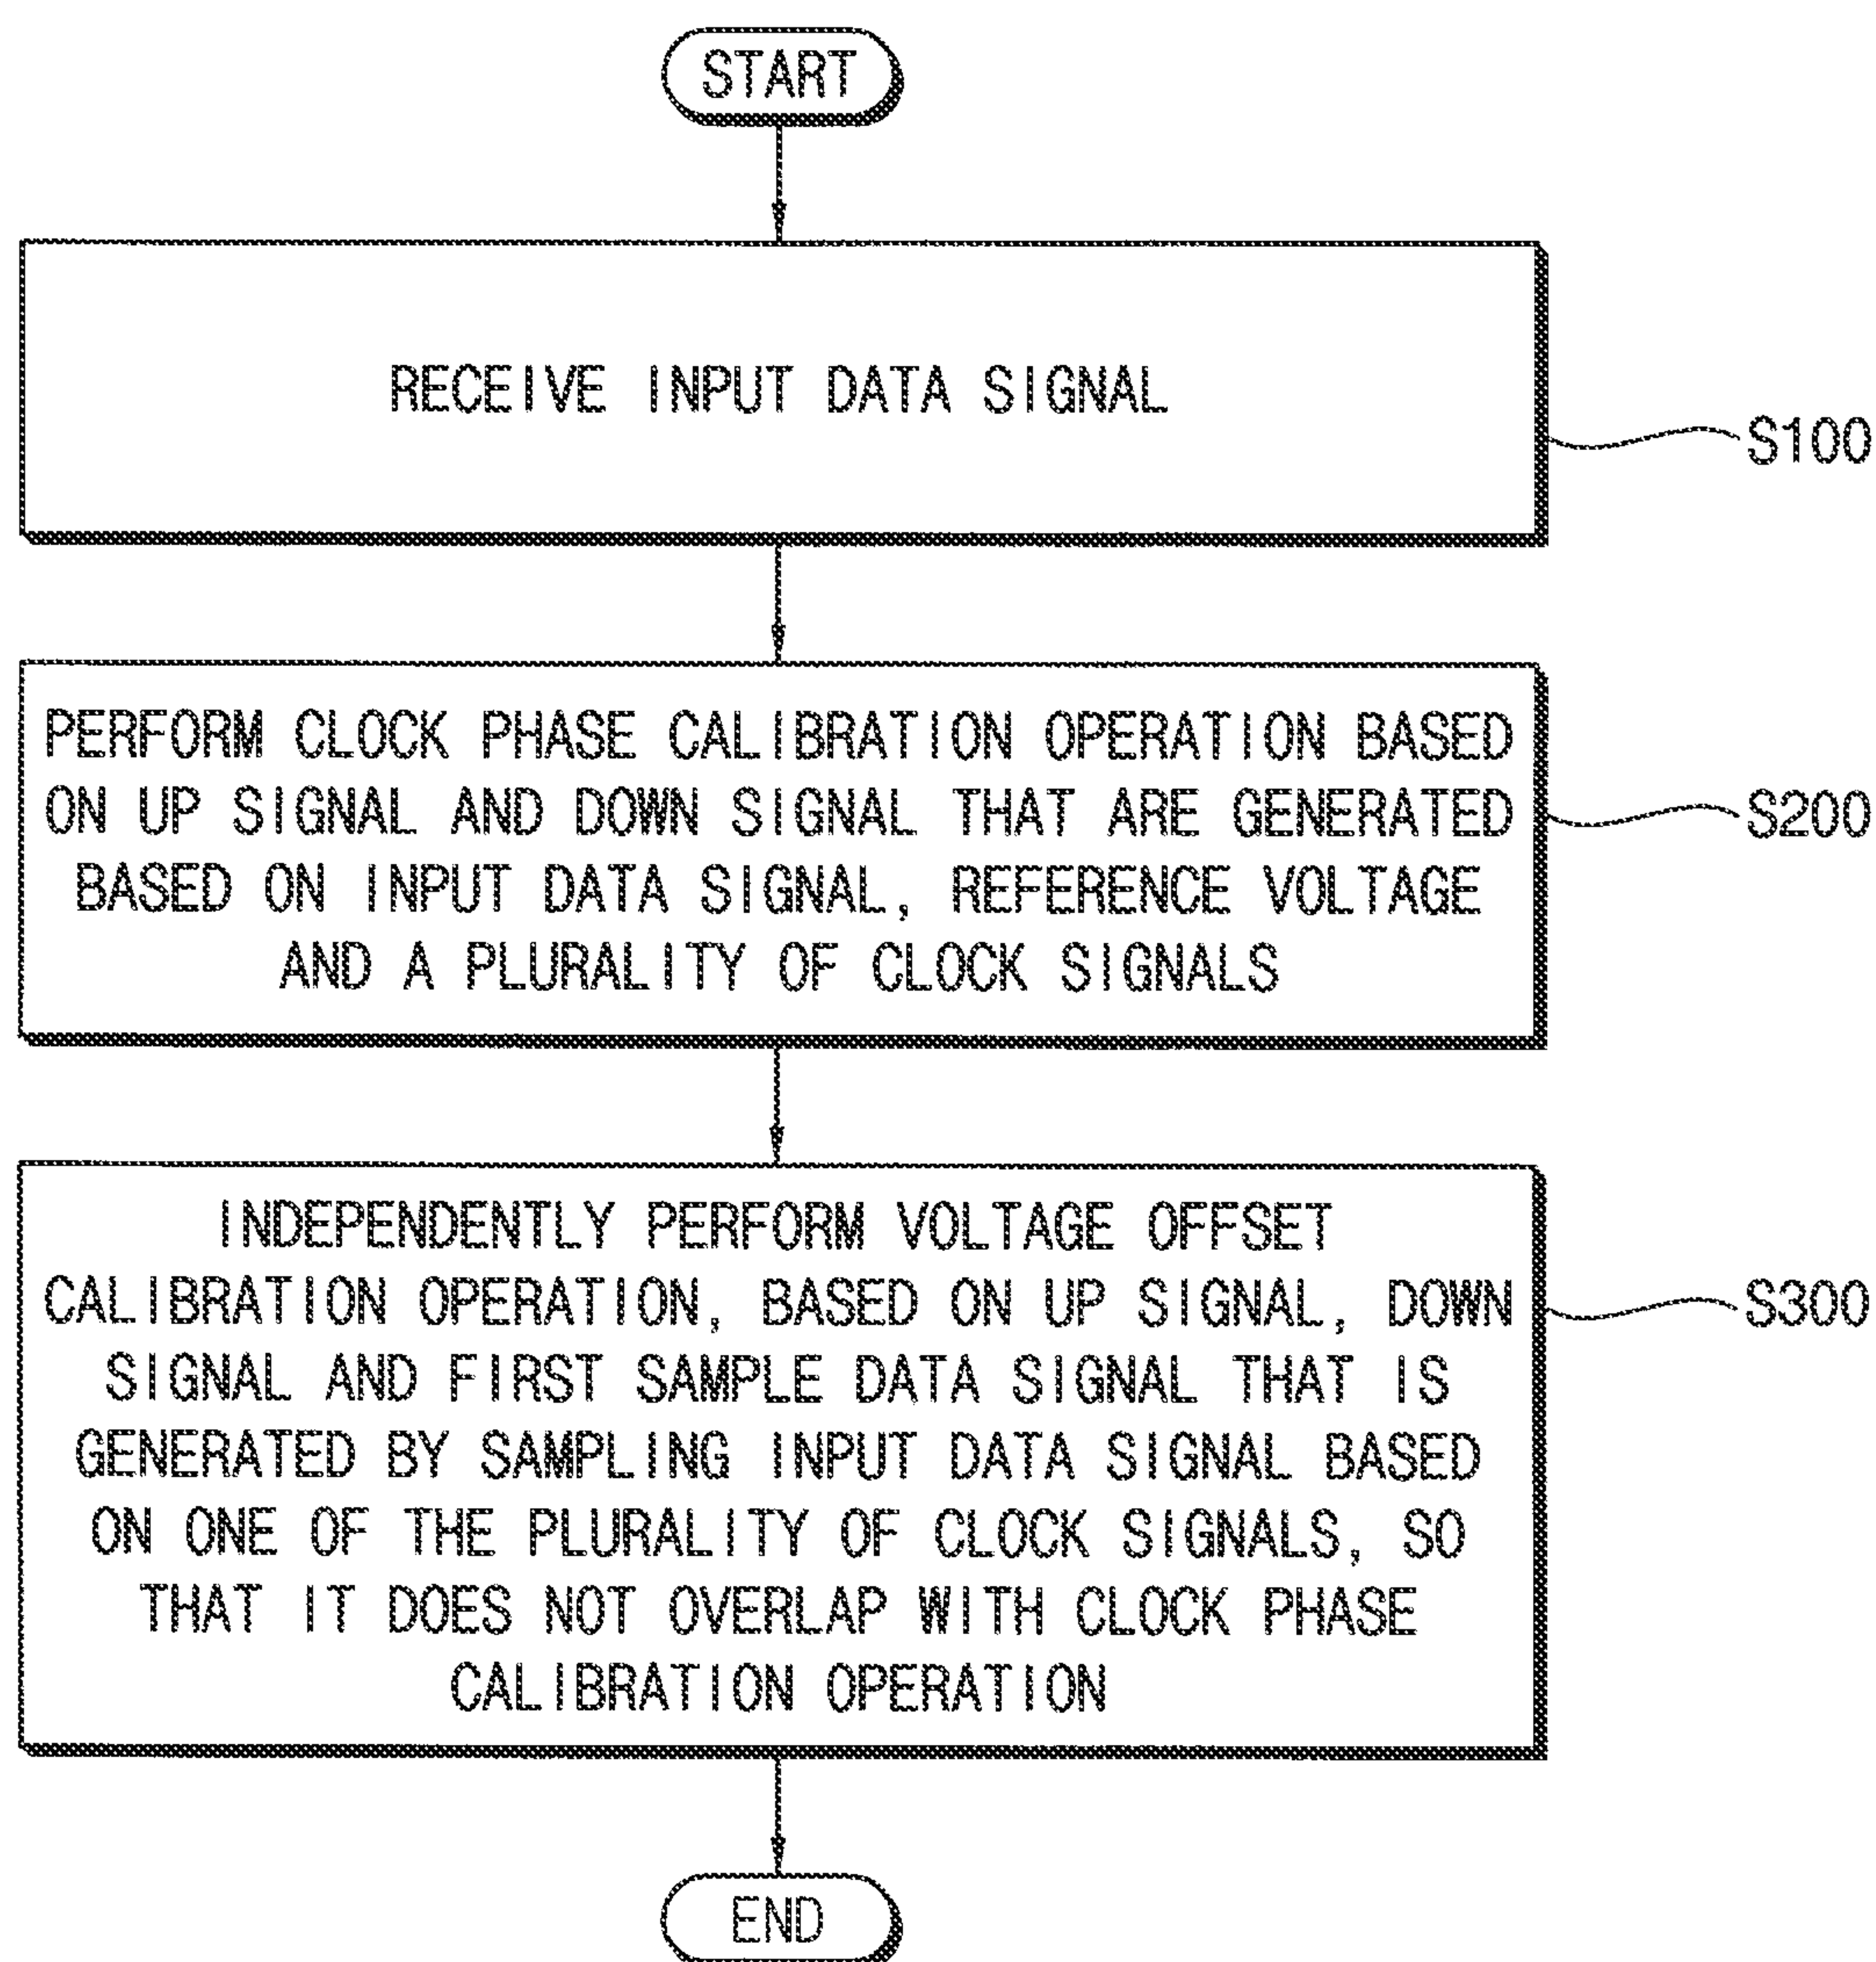 START
RECEIVE INPUT DATA SIGNAL
S100
PERFORM CLOCK PHASE CALIBRATION OPERATION BASED
ON UP SIGNAL AND DOWN SIGNAL THAT ARE GENERATED
BASED ON INPUT DATA SIGNAL, REFERENCE VOLTAGE
AND A PLURALITY OF CLOCK SIGNALS
S200
INDEPENDENTLY PERFORM VOLTAGE OFFSET
CALIBRATION OPERATION, BASED ON UP SIGNAL, DOWN
SIGNAL AND FIRST SAMPLE DATA SIGNAL THAT IS
GENERATED BY SAMPLING INPUT DATA SIGNAL BASED
ON ONE OF THE PLURALITY OF CLOCK SIGNALS, SO
THAT IT DOES NOT OVERLAP WITH CLOCK PHASE
CALIBRATION OPERATION
S300
END